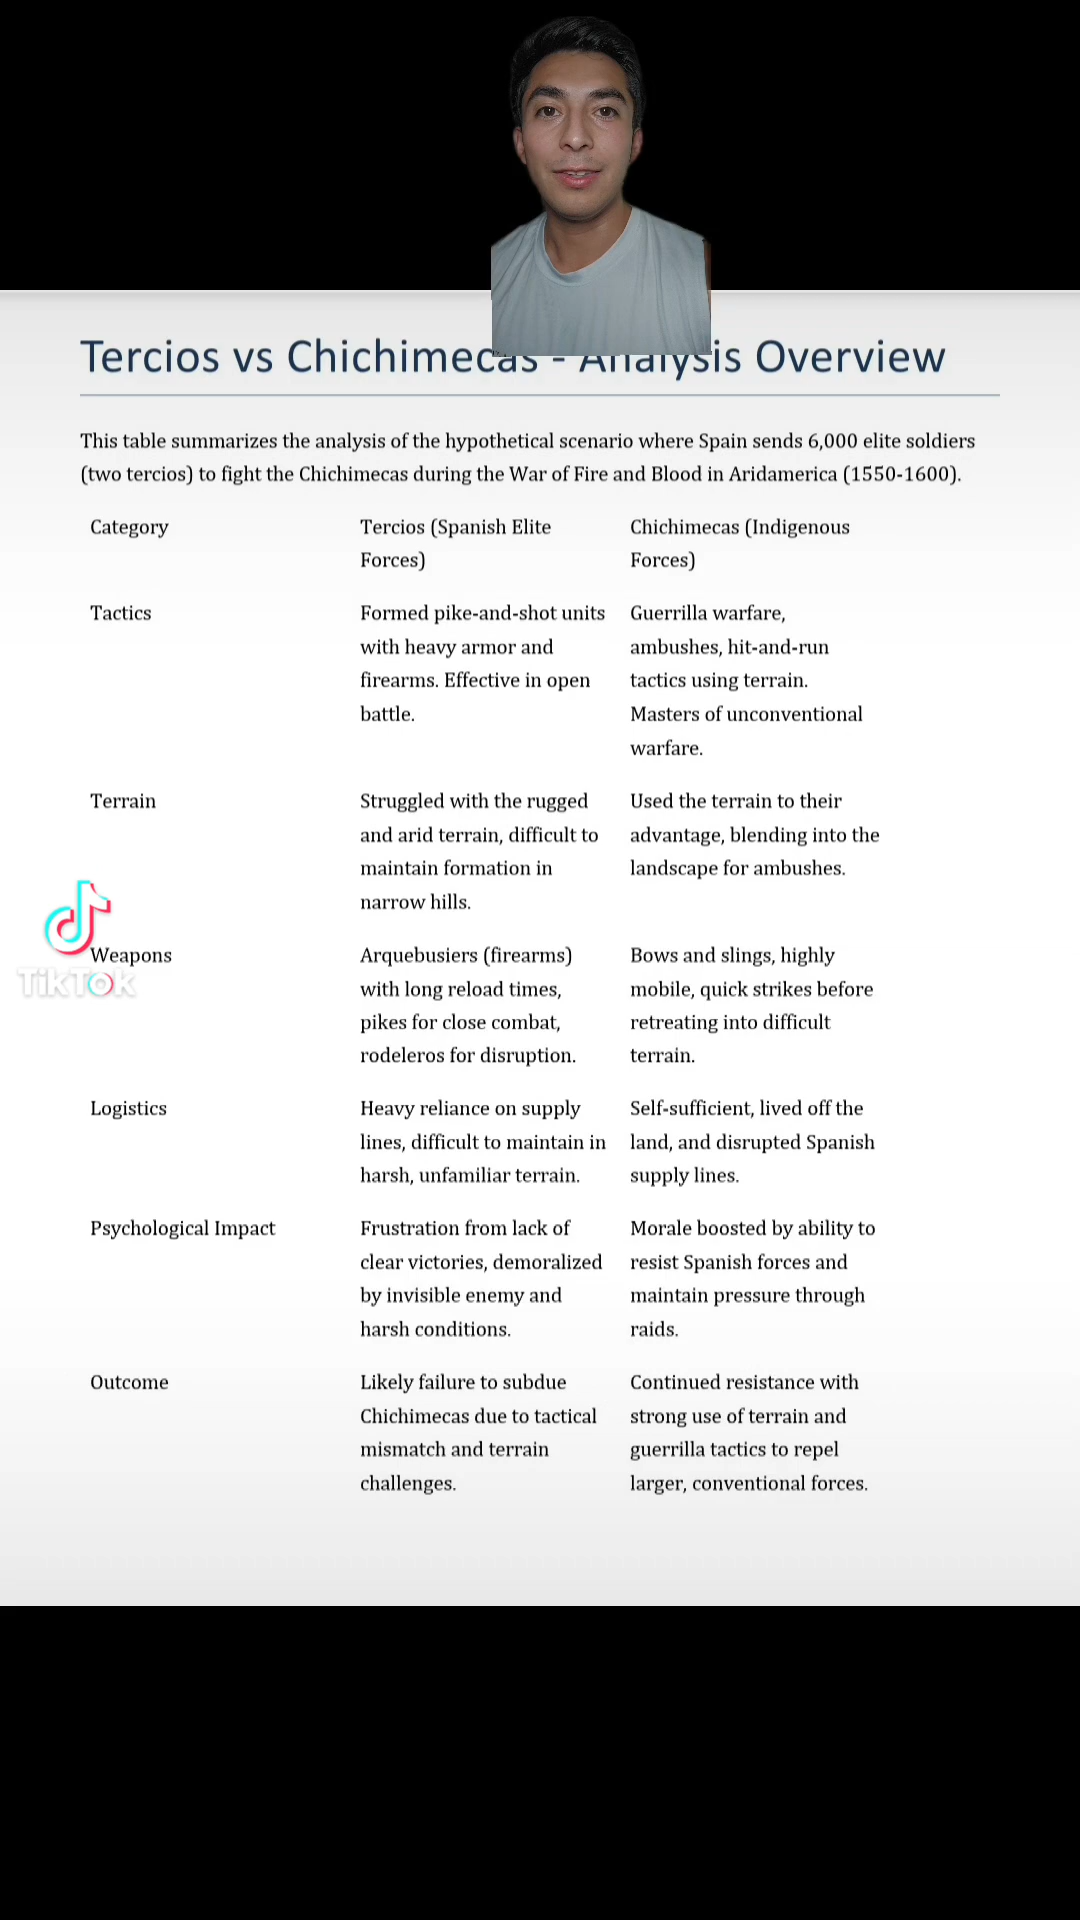 Tercios vs Chichimecas - Analysis Overview
This table summarizes the analysis of the hypothetical scenario where Spain sends 6,000 elite soldiers
(two tercios) to fight the Chichimecas during the War of Fire and Blood in Aridamerica (1550-1600).
Category
Tercios (Spanish Elite
Forces)
Chichimecas (Indigenous
Forces)
Tactics
Formed pike-and-shot units
with heavy armor and
firearms. Effective in open
battle.
Guerrilla warfare,
ambushes, hit-and-run
tactics using terrain.
Masters of unconventional
warfare.
Terrain
Struggled with the rugged
and arid terrain, difficult to
maintain formation in
narrow hills.
Used the terrain to their
advantage, blending into the
landscape for ambushes.
Weapons
Arquebusiers (firearms)
with long reload times,
pikes for close combat,
rodeleros for disruption.
Bows and slings, highly
mobile, quick strikes before
retreating into difficult
terrain.
Logistics
Heavy reliance on supply
lines, difficult to maintain in
harsh, unfamiliar terrain.
Self-sufficient, lived off the
land, and disrupted Spanish
supply lines.
Psychological Impact
Frustration from lack of
clear victories, demoralized
by invisible enemy and
harsh conditions.
Morale boosted by ability to
resist Spanish forces and
maintain pressure through
raids.
Outcome
Likely failure to subdue
Chichimecas due to tactical
mismatch and terrain
challenges.
Continued resistance with
strong use of terrain and
guerrilla tactics to repel
larger, conventional forces.
TikTok